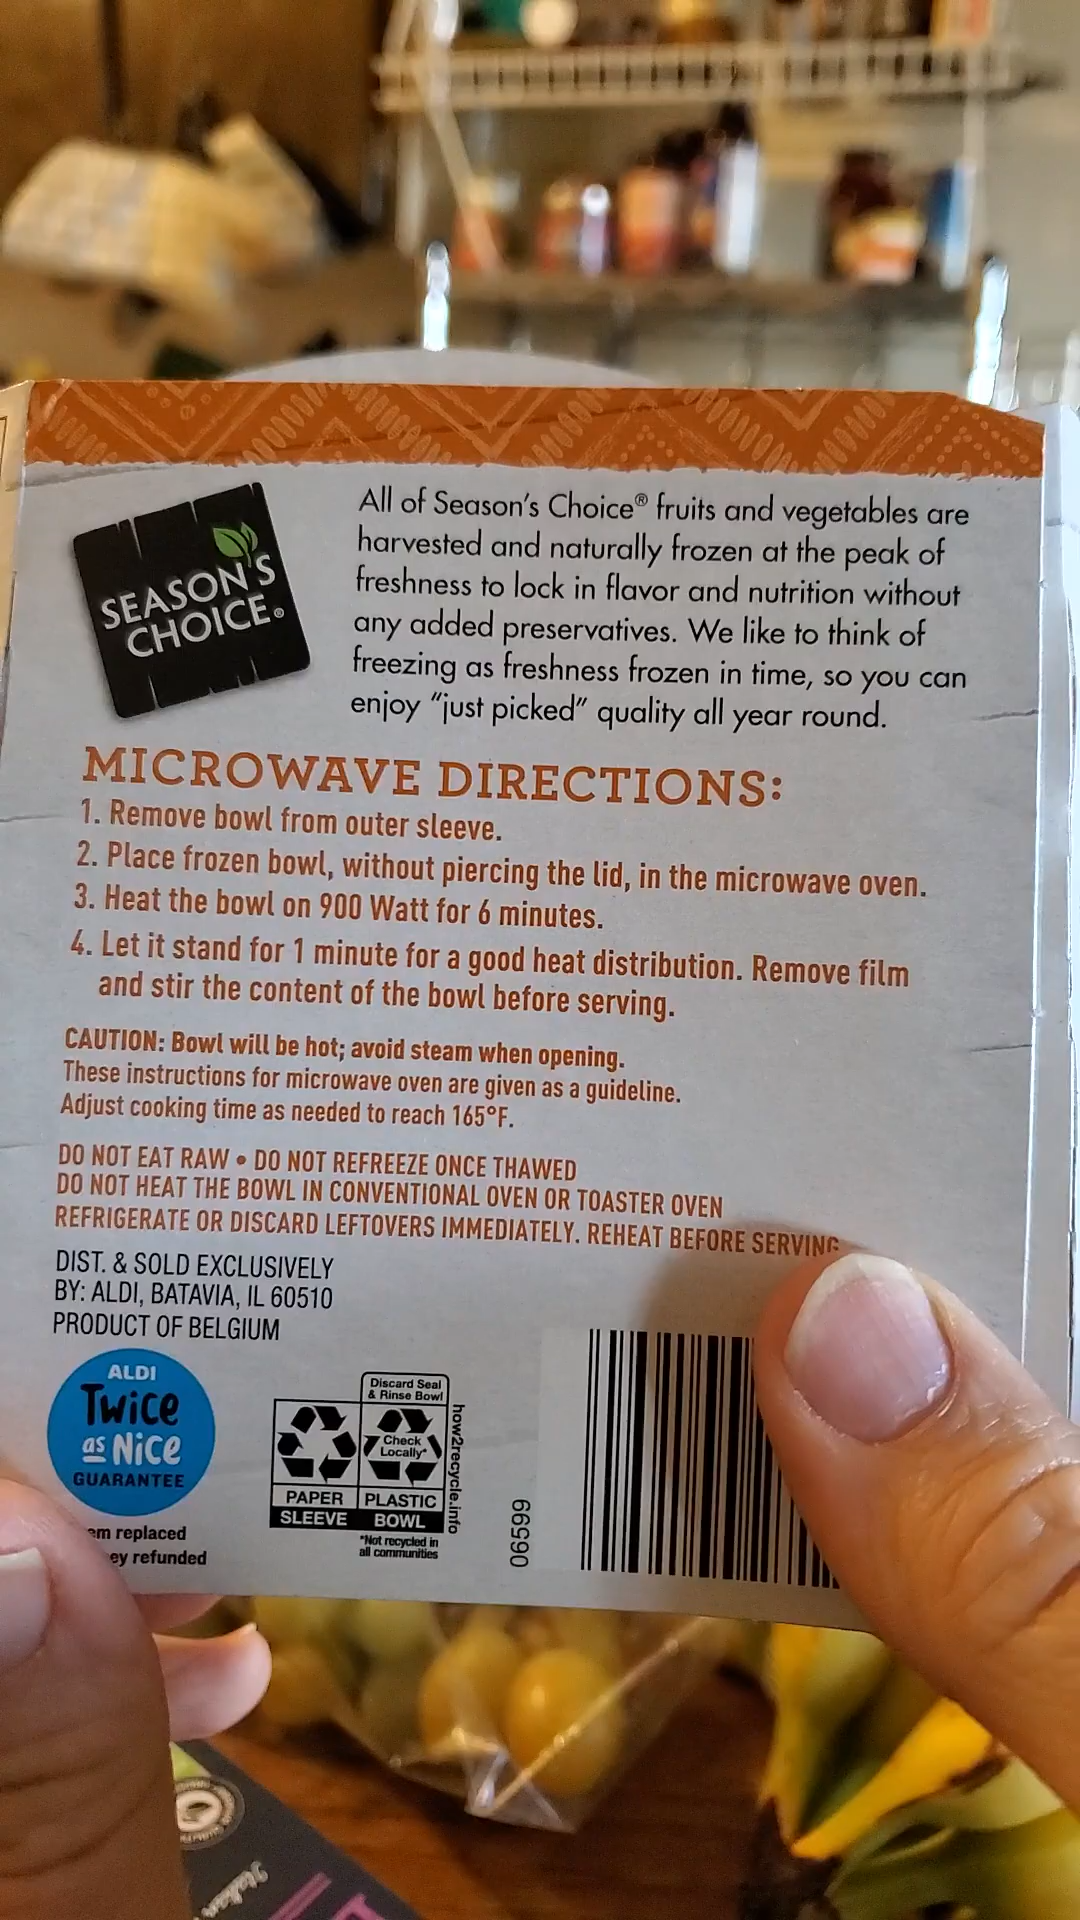 SEASON'S
CHOICE®
All of Season's Choice® fruits and vegetables are
harvested and naturally frozen at the peak of
freshness to lock in flavor and nutrition without
any added preservatives. We like to think of
freezing as freshness frozen in time, so you can
enjoy "just picked" quality all year round.
MICROWAVE DIRECTIONS:
1. Remove bowl from outer sleeve.
2. Place frozen bowl, without piercing the lid, in the microwave oven.
3. Heat the bowl on 900 Watt for 6 minutes.
4. Let it stand for 1 minute for a good heat distribution. Remove film
and stir the content of the bowl before serving.
CAUTION: Bowl will be hot; avoid steam when opening.
These instructions for microwave oven are given as a guideline.
Adjust cooking time as needed to reach 165°F.
DO NOT EAT RAW • DO NOT REFREEZE ONCE THAWED
DO NOT HEAT THE BOWL IN CONVENTIONAL OVEN OR TOASTER OVEN
REFRIGERATE OR DISCARD LEFTOVERS IMMEDIATELY. REHEAT BEFORE SERVING
DIST. & SOLD EXCLUSIVELY
BY: ALDI, BATAVIA, IL 60510
PRODUCT OF BELGIUM
ALDI
Twice
as Nice
GUARANTEE
em replaced
ey refunded
Discard Seal
& Rinse Bowl
Check
Locally*
PAPER
SLEEVE
PLASTIC
BOWL
*Not recycled in
all communities
how2recycle.info
06599